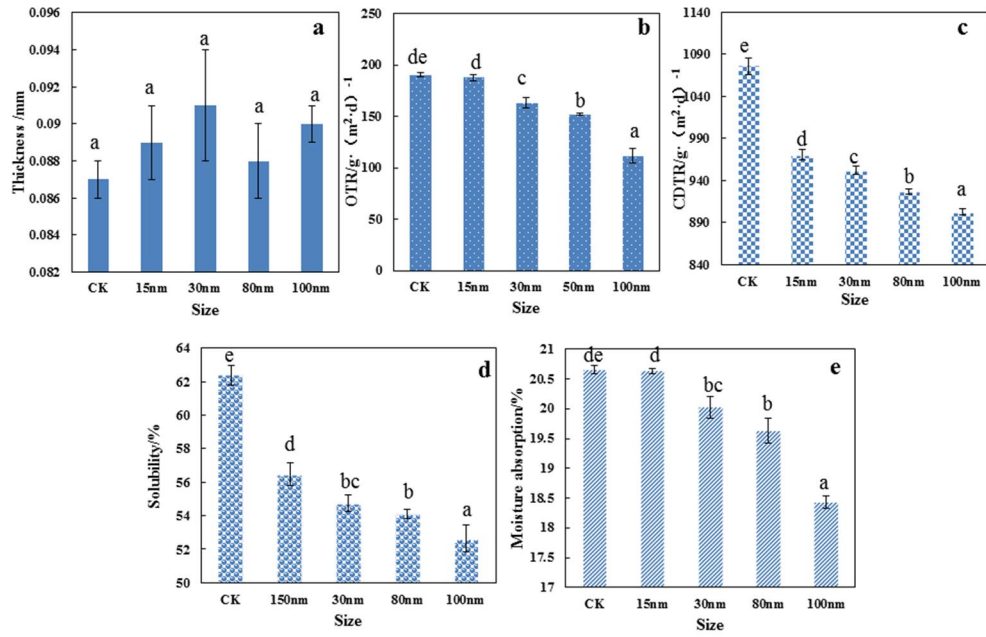 a
Thickness /mm
0.096
0.094
0.092
0.09
0.088
0.086
0.084
0.082
a
a
a
a
a
CK
15nm
30nm
80nm
100nm
Size
b
OTR/g·（m²·d）⁻¹
250
200
150
100
50
0
de
d
c
b
a
CK
15nm
30nm
50nm
100nm
Size
c
CDTR/g·（m²·d）⁻¹
1140
1090
1040
990
940
890
840
e
d
c
b
a
CK
15nm
30nm
80nm
100nm
Size
d
Solubility/%
64
62
60
58
56
54
52
50
e
d
bc
b
a
CK
150nm
30nm
80nm
100nm
Size
e
Moisture absorption/%
21
20.5
20
19.5
19
18.5
18
17.5
17
de
d
bc
b
a
CK
15nm
30nm
80nm
100nm
Size